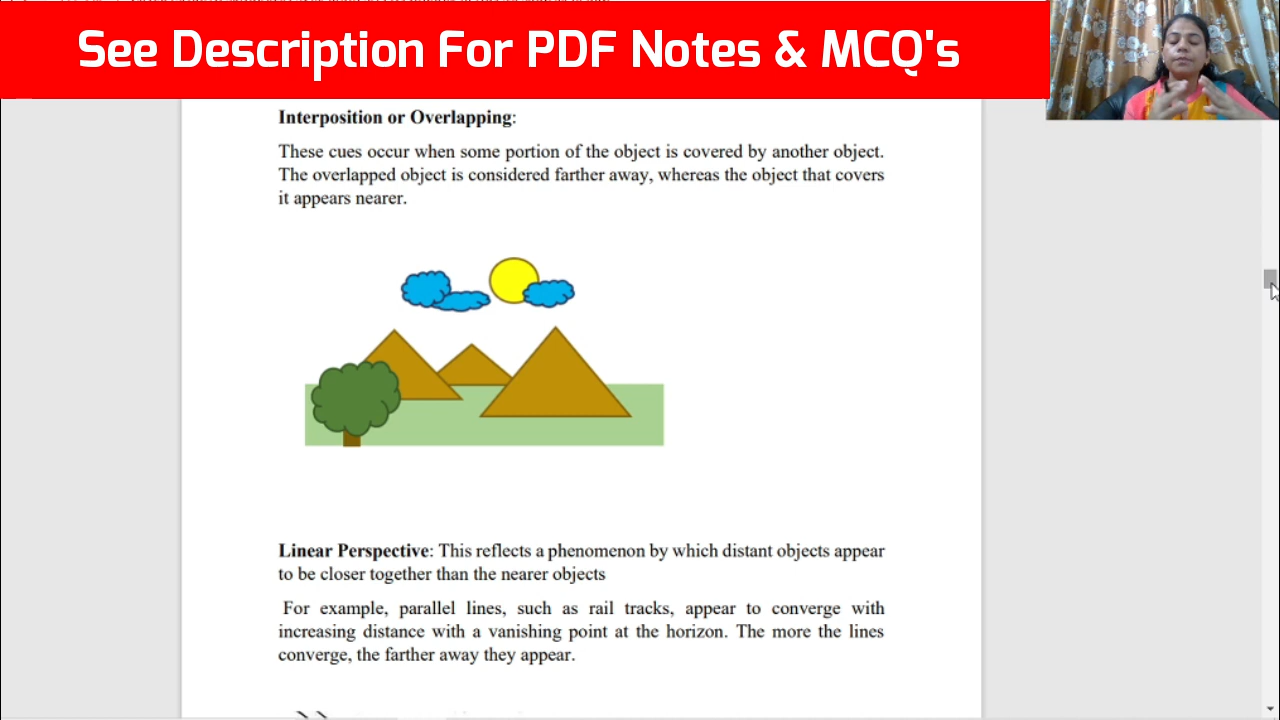 See Description For PDF Notes & MCQ's
Interposition or Overlapping:
These cues occur when some portion of the object is covered by another object.
The overlapped object is considered farther away, whereas the object that covers
it appears nearer.
Linear Perspective: This reflects a phenomenon by which distant objects appear
to be closer together than the nearer objects
For example, parallel lines, such as rail tracks, appear to converge with
increasing distance with a vanishing point at the horizon. The more the lines
converge, the farther away they appear.